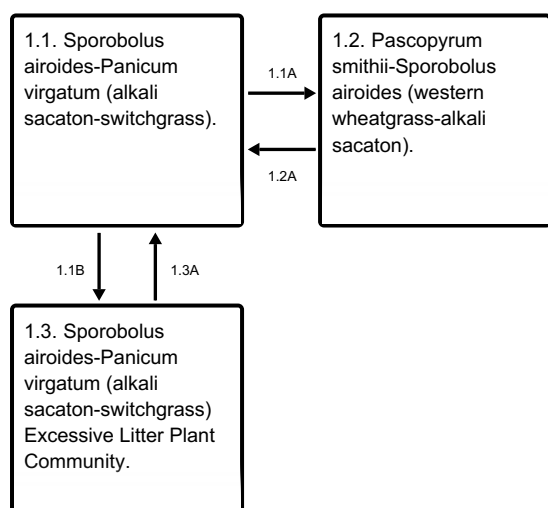 1.1. Sporobolus
airoides-Panicum
virgatum (alkali
sacaton-switchgrass).
1.1A
1.2A
1.2. Pascopyrum
smithii-Sporobolus
airoides (western
wheatgrass-alkali
sacaton).
1.1B
1.3A
1.3. Sporobolus
airoides-Panicum
virgatum (alkali
sacaton-switchgrass)
Excessive Litter Plant
Community.